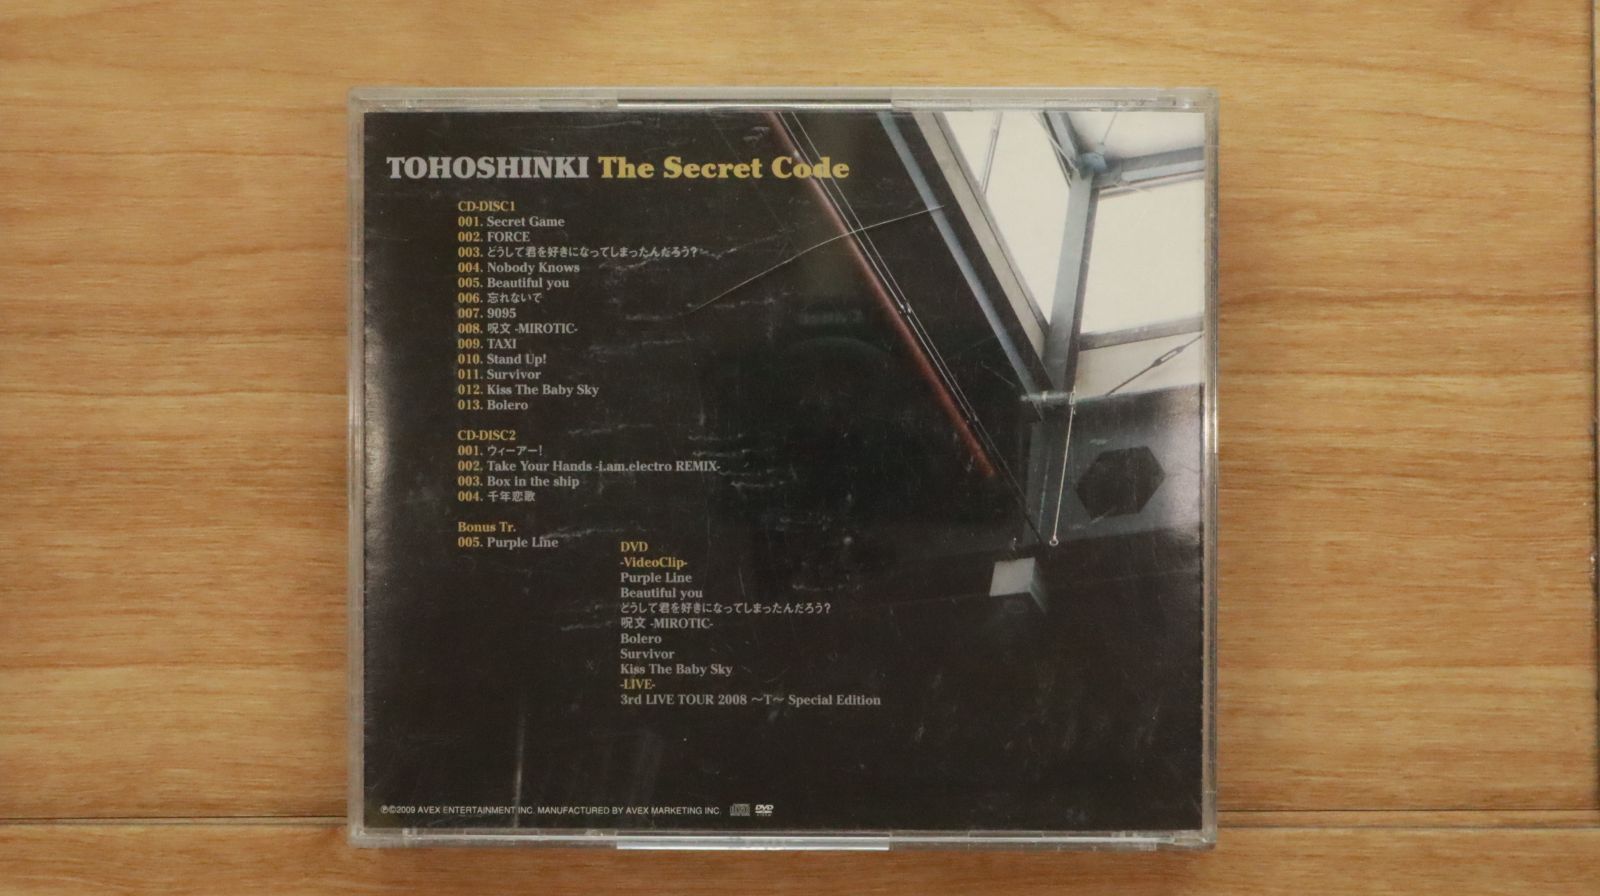 TOHOSHINKI The Secret Code
CD-DISC1
001. Secret Game
002. FORCE
003. どうして君を好きになってしまったんだろう?
004. Nobody Knows
005. Beautiful you
006. 忘れないで
007. 9095
008. 呪文 -MIROTIC-
009. TAXI
010. Stand Up!
011. Survivor
012. Kiss The Baby Sky
013. Bolero
CD-DISC2
001. ウィーアー!
002. Take Your Hands -i.am.electro REMIX-
003. Box in the ship
004. 千年恋歌
Bonus Tr.
005. Purple Line
DVD
-VideoClip-
Purple Line
Beautiful you
どうして君を好きになってしまったんだろう?
呪文 -MIROTIC-
Bolero
Survivor
Kiss The Baby Sky
-LIVE-
3rd LIVE TOUR 2008 ～T～ Special Edition
℗©2009 AVEX ENTERTAINMENT INC. MANUFACTURED BY AVEX MARKETING INC. DVD